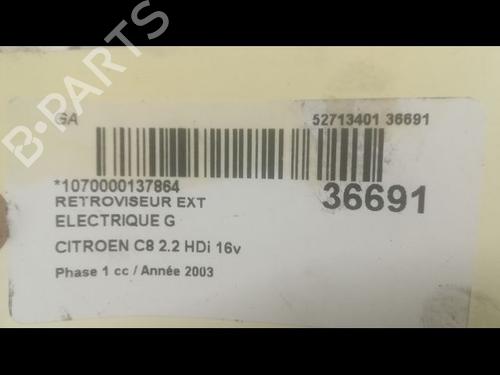 B-PARTS
GA 52713401 36691
*1070000137864 36691
RETROVISEUR EXT
ELECTRIQUE G
CITROEN C8 2.2 HDi 16v
Phase 1 cc / Année 2003